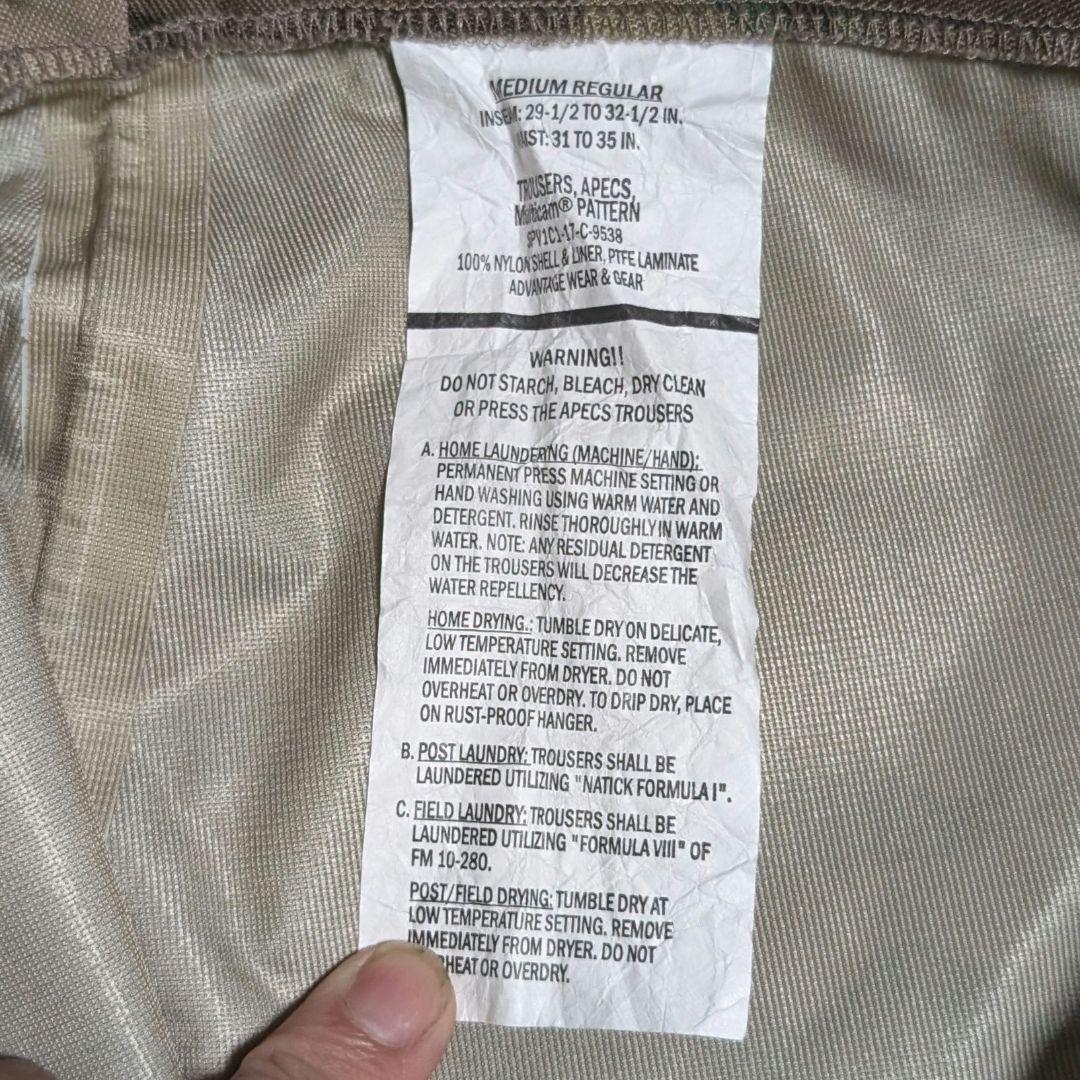 MEDIUM REGULAR
INSEAM: 29-1/2 TO 32-1/2 IN.
WAIST: 31 TO 35 IN.
TROUSERS, APECS,
Multicam® PATTERN
SPV1C1-17-C-9538
100% NYLON SHELL & LINER, PTFE LAMINATE
ADVANTAGE WEAR & GEAR
WARNING!!
DO NOT STARCH, BLEACH, DRY CLEAN
OR PRESS THE APECS TROUSERS
A. HOME LAUNDERING (MACHINE/HAND):
PERMANENT PRESS MACHINE SETTING OR
HAND WASHING USING WARM WATER AND
DETERGENT. RINSE THOROUGHLY IN WARM
WATER. NOTE: ANY RESIDUAL DETERGENT
ON THE TROUSERS WILL DECREASE THE
WATER REPELLENCY.
HOME DRYING.: TUMBLE DRY ON DELICATE,
LOW TEMPERATURE SETTING. REMOVE
IMMEDIATELY FROM DRYER. DO NOT
OVERHEAT OR OVERDRY. TO DRIP DRY, PLACE
ON RUST-PROOF HANGER.
B. POST LAUNDRY: TROUSERS SHALL BE
LAUNDERED UTILIZING "NATICK FORMULA I".
C. FIELD LAUNDRY: TROUSERS SHALL BE
LAUNDERED UTILIZING "FORMULA VIII" OF
FM 10-280.
POST/FIELD DRYING: TUMBLE DRY AT
LOW TEMPERATURE SETTING. REMOVE
IMMEDIATELY FROM DRYER. DO NOT
OVERHEAT OR OVERDRY.